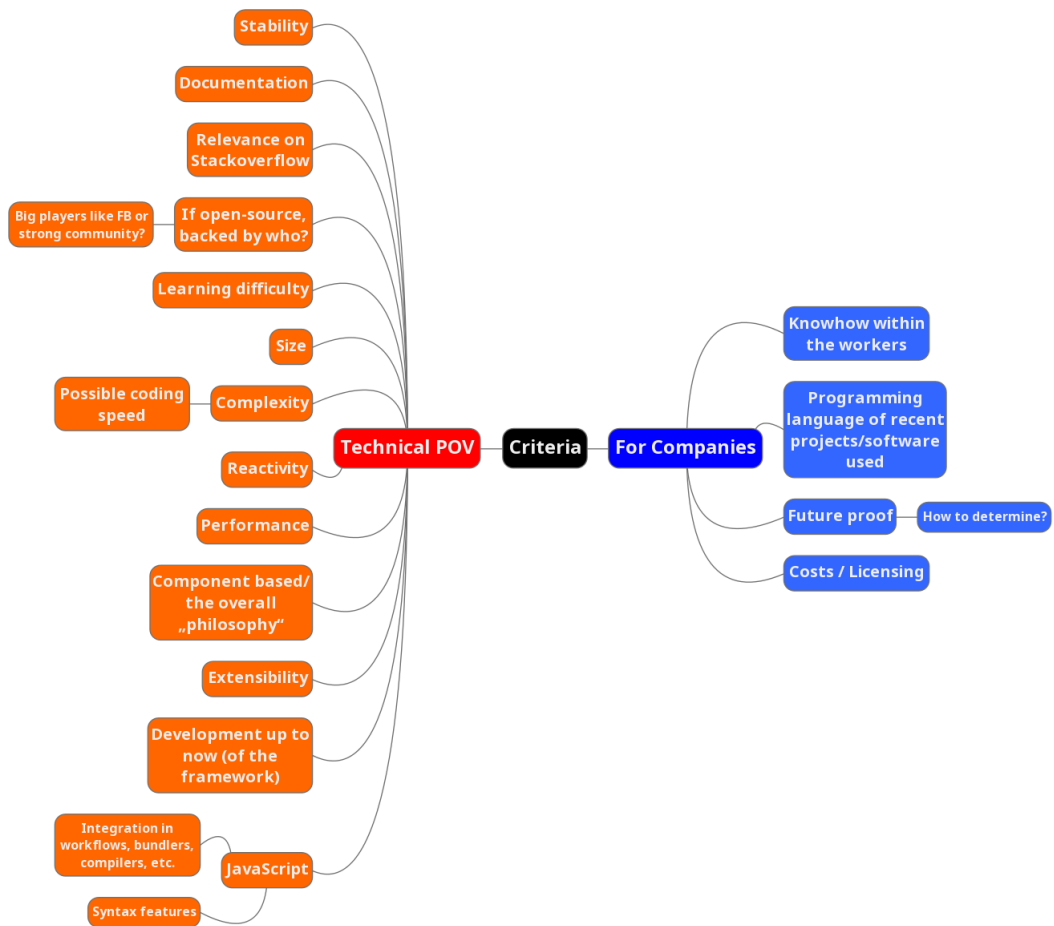 Stability
Documentation
Relevance on
Stackoverflow
Big players like FB or
strong community?
If open-source,
backed by who?
Learning difficulty
Size
Possible coding
speed
Complexity
Reactivity
Performance
Component based/
the overall
„philosophy“
Extensibility
Development up to
now (of the
framework)
Integration in
workflows, bundlers,
compilers, etc.
JavaScript
Syntax features
Technical POV
Criteria
For Companies
Knowhow within
the workers
Programming
language of recent
projects/software
used
Future proof
How to determine?
Costs / Licensing